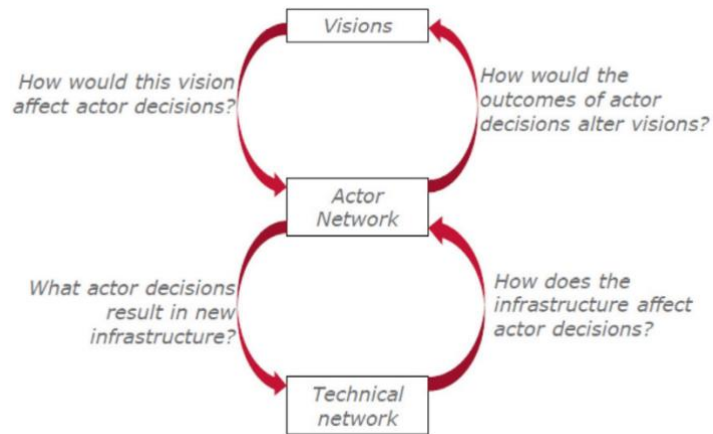 Visions
How would this vision
affect actor decisions?
How would the
outcomes of actor
decisions alter visions?
Actor
Network
What actor decisions
result in new
infrastructure?
How does the
infrastructure affect
actor decisions?
Technical
network